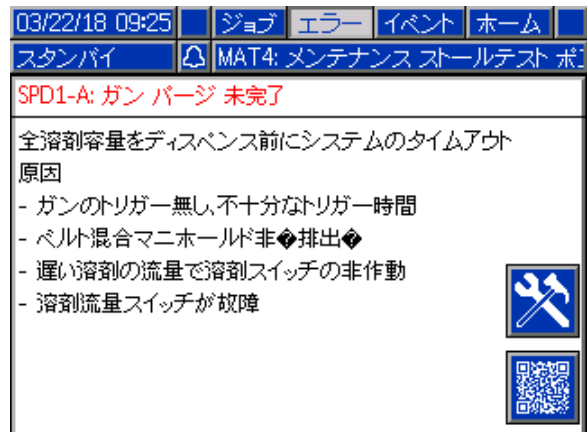 03/22/18 09:25 ジョブ エラー イベント ホーム
スタンバイ MAT4: メンテナンス ストールテスト ポ
SPD1-A: ガン パージ 未完了
全溶剤容量をディスペンス前にシステムのタイムアウト
原因
- ガンのトリガー無し、不十分なトリガー時間
- ベルト混合マニホールド非�排出�
- 遅い溶剤の流量で溶剤スイッチの非作動
- 溶剤流量スイッチが故障